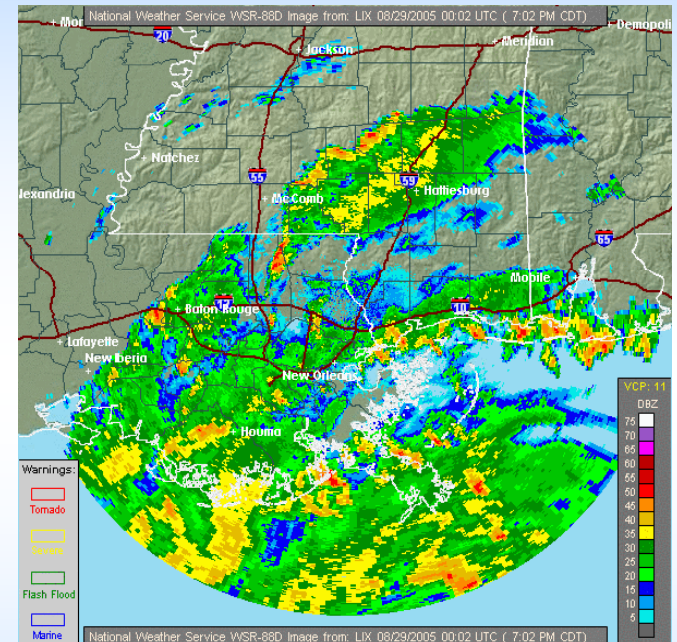 National Weather Service WSR-88D Image from: LIX 08/29/2005 00:02 UTC ( 7:02 PM CDT)
Mor
20
Jackson
Meridian
Demopoli
Natchez
55
59
Hattiesburg
lexandria
McComb
65
Mobile
10
Baton Rouge
Lafayette
New Iberia
New Orleans
Houma
VCP: 11
DBZ
75
70
65
60
55
50
45
40
35
30
25
20
15
10
5
Warnings:
Tornado
Severe
Flash Flood
Marine
National Weather Service WSR-88D Image from: LIX 08/29/2005 00:02 UTC ( 7:02 PM CDT)